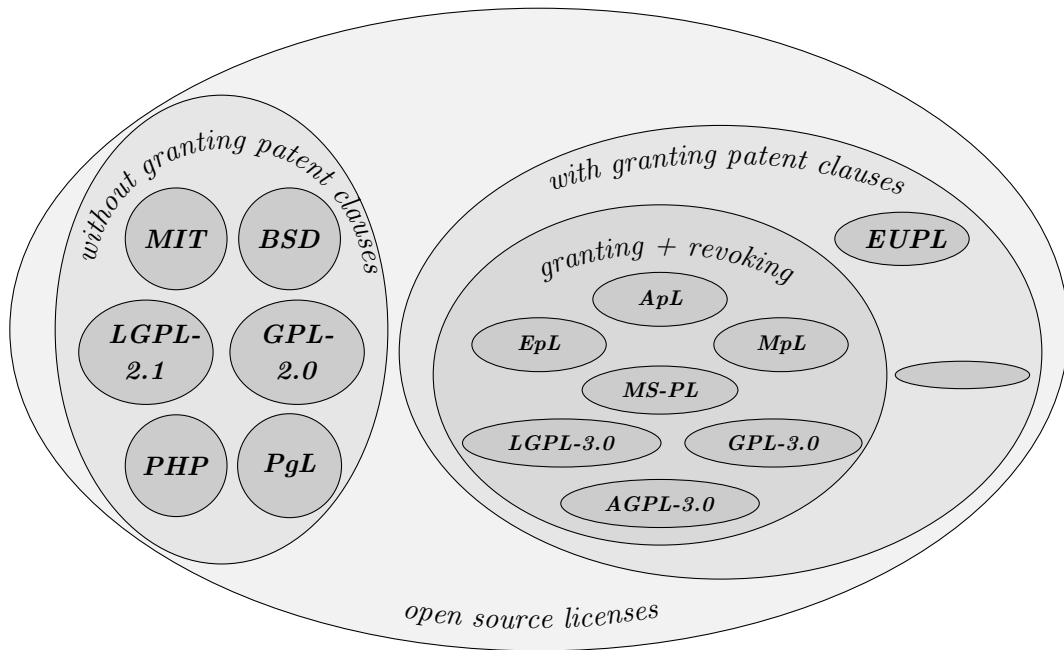 without granting patent clauses
MIT
BSD
LGPL-
2.1
GPL-
2.0
PHP
PgL
with granting patent clauses
EUPL
granting + revoking
ApL
EpL
MpL
MS-PL
LGPL-3.0
GPL-3.0
AGPL-3.0
open source licenses